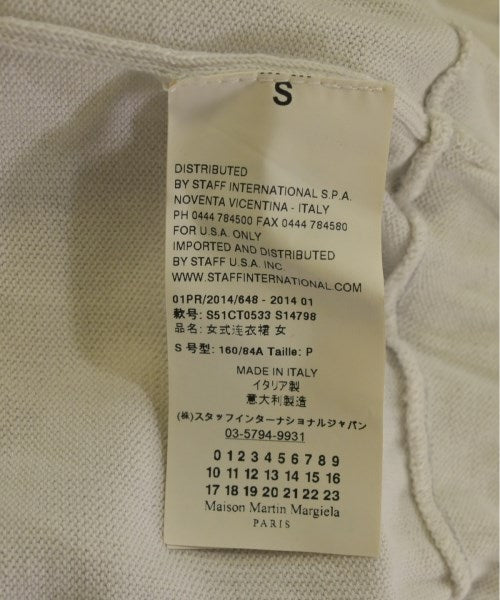 S
DISTRIBUTED
BY STAFF INTERNATIONAL S.P.A.
NOVENTA VICENTINA - ITALY
PH 0444 784500 FAX 0444 784580
FOR U.S.A. ONLY
IMPORTED AND DISTRIBUTED
BY STAFF U.S.A. INC.
WWW.STAFFINTERNATIONAL.COM
01PR/2014/648 - 2014 01
款号: S51CT0533 S14798
品名: 女式连衣裙 女
S 号型: 160/84A Taille: P
MADE IN ITALY
イタリア製
意大利製造
(株)スタッフインターナショナルジャパン
03-5794-9931
0 1 2 3 4 5 6 7 8 9
10 11 12 13 14 15 16
17 18 19 20 21 22 23
Maison Martin Margiela
PARIS